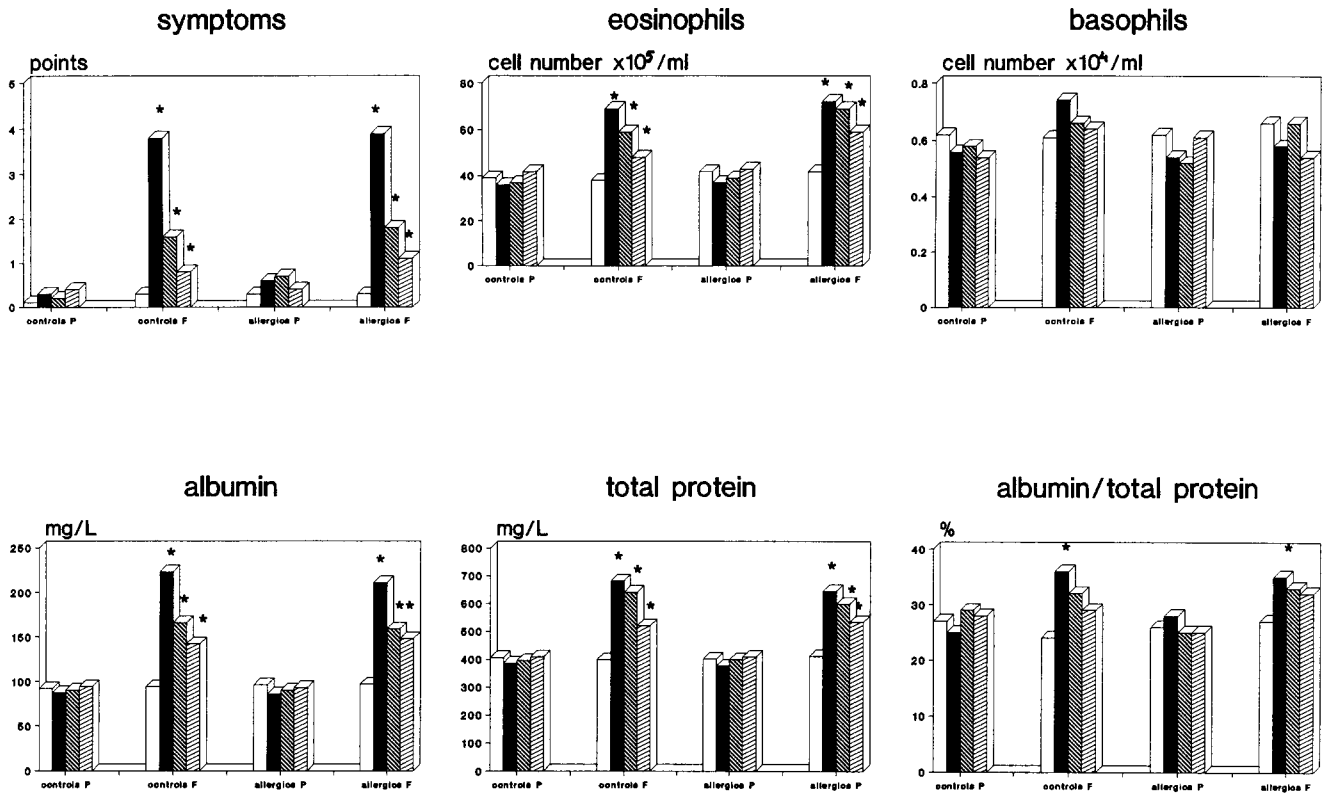 symptoms
points
5
4
3
2
1
0
controls P
controls F
allergics P
allergics F
eosinophils
cell number x10⁵/ml
80
60
40
20
0
controls P
controls F
allergics P
allergics F
basophils
cell number x10⁴/ml
0.8
0.6
0.4
0.2
0
controls P
controls F
allergics P
allergics F
albumin
mg/L
250
200
150
100
50
0
controls P
controls F
allergics P
allergics F
total protein
mg/L
800
700
600
500
400
300
200
100
0
controls P
controls F
allergics P
allergics F
albumin/total protein
%
40
30
20
10
0
controls P
controls F
allergics P
allergics F